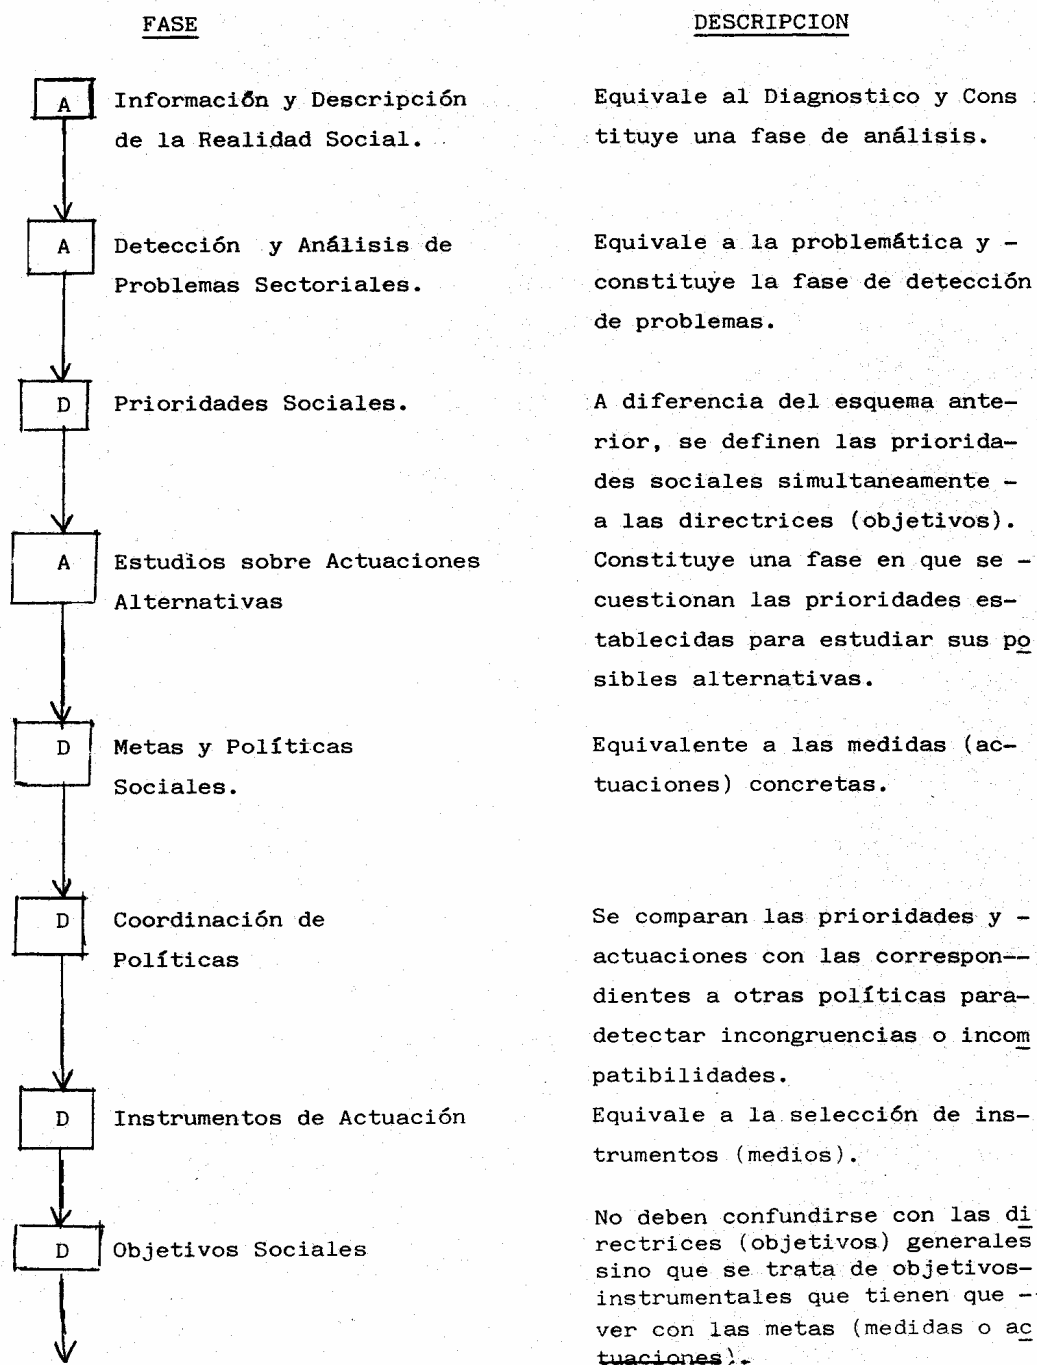 FASE DESCRIPCION
A Información y Descripción Equivale al Diagnostico y Cons
de la Realidad Social. tituye una fase de análisis.
A Detección y Análisis de Equivale a la problemática y -
Problemas Sectoriales. constituye la fase de detección
de problemas.
D Prioridades Sociales. A diferencia del esquema ante-
rior, se definen las priorida-
des sociales simultaneamente -
a las directrices (objetivos).
A Estudios sobre Actuaciones Constituye una fase en que se -
Alternativas cuestionan las prioridades es-
tablecidas para estudiar sus po
sibles alternativas.
D Metas y Políticas Equivalente a las medidas (ac-
Sociales. tuaciones) concretas.
D Coordinación de Se comparan las prioridades y -
Políticas actuaciones con las correspon--
dientes a otras políticas para-
detectar incongruencias o incom
patibilidades.
D Instrumentos de Actuación Equivale a la selección de ins-
trumentos (medios).
No deben confundirse con las di
D Objetivos Sociales rectrices (objetivos) generales
sino que se trata de objetivos-
instrumentales que tienen que -
ver con las metas (medidas o ac
tuaciones).